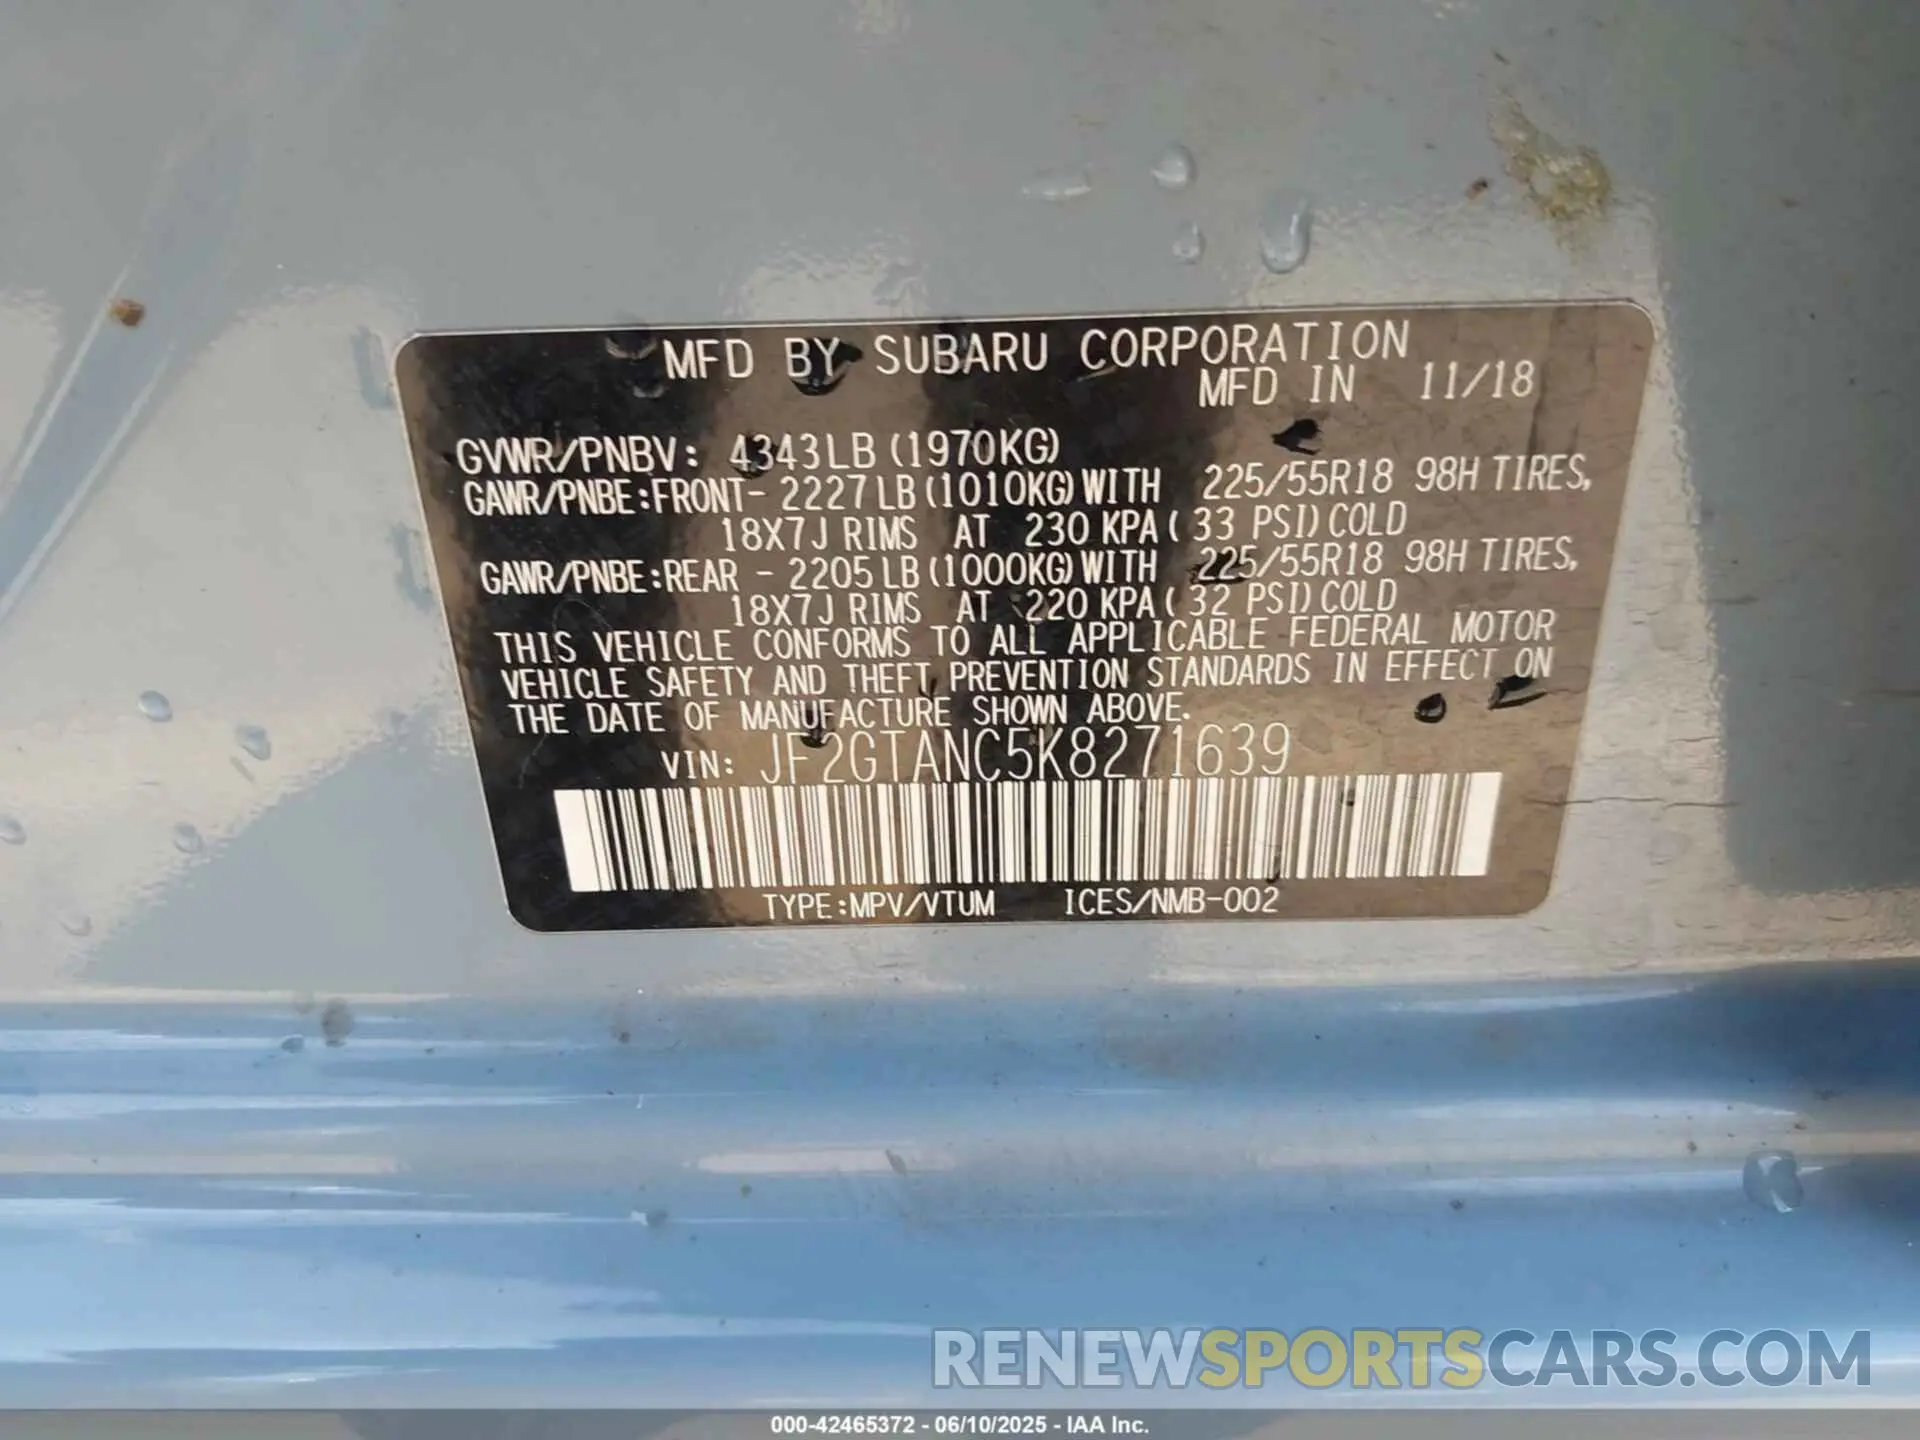 MFD BY SUBARU CORPORATION
MFD IN 11/18
GVWR/PNBV: 4343LB (1970KG)
GAWR/PNBE:FRONT- 2227LB (1010KG) WITH 225/55R18 98H TIRES,
18X7J RIMS AT 230 KPA ( 33 PSI) COLD
GAWR/PNBE:REAR - 2205LB (1000KG) WITH 225/55R18 98H TIRES,
18X7J RIMS AT 220 KPA ( 32 PSI) COLD
THIS VEHICLE CONFORMS TO ALL APPLICABLE FEDERAL MOTOR
VEHICLE SAFETY AND THEFT PREVENTION STANDARDS IN EFFECT ON
THE DATE OF MANUFACTURE SHOWN ABOVE.
VIN: JF2GTANC5K8271639
TYPE:MPV/VTUM ICES/NMB-002
RENEWSPORTSCARS.COM
000-42465372 - 06/10/2025 - IAA Inc.